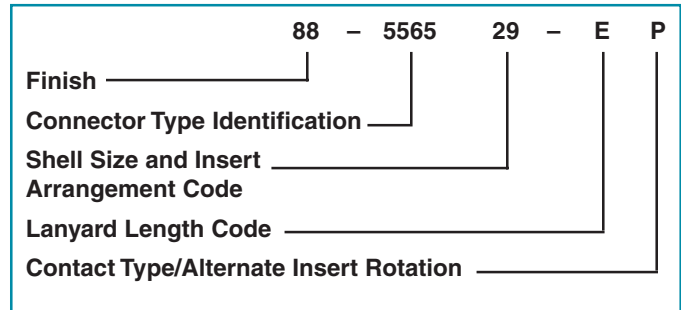 88 – 5565 29 – E P
Finish
Connector Type Identification
Shell Size and Insert
Arrangement Code
Lanyard Length Code
Contact Type/Alternate Insert Rotation